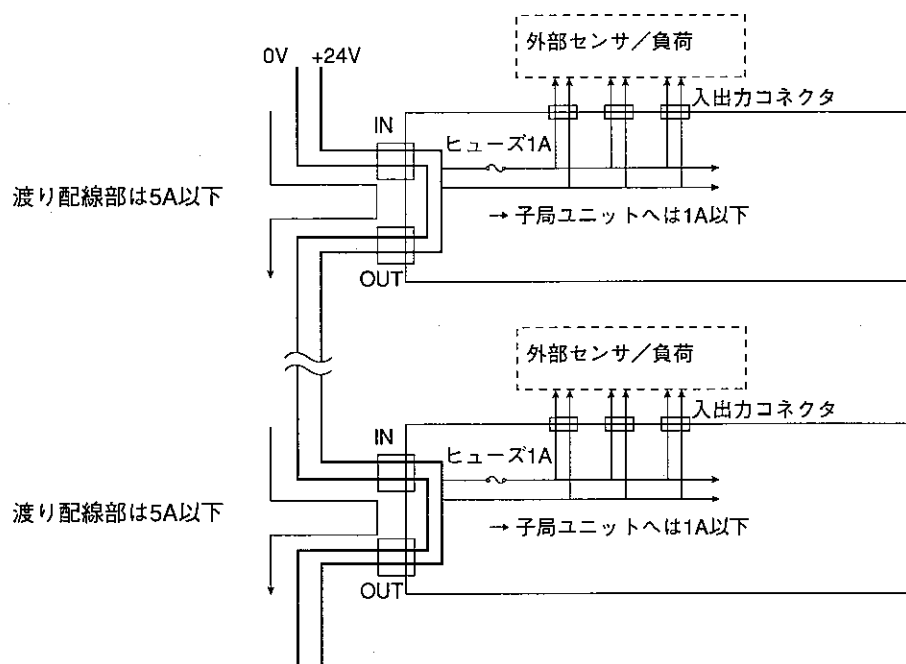 外部センサ／負荷
0V +24V
入出力コネクタ
IN
ヒューズ1A
渡り配線部は5A以下
→ 子局ユニットへは1A以下
OUT
外部センサ／負荷
入出力コネクタ
IN
ヒューズ1A
渡り配線部は5A以下
→ 子局ユニットへは1A以下
OUT